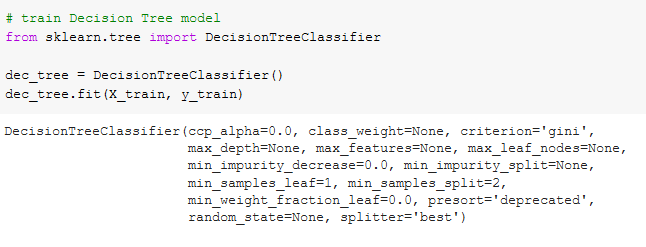 # train Decision Tree model
from sklearn.tree import DecisionTreeClassifier
dec_tree = DecisionTreeClassifier()
dec_tree.fit(X_train, y_train)
DecisionTreeClassifier(ccp_alpha=0.0, class_weight=None, criterion='gini',
max_depth=None, max_features=None, max_leaf_nodes=None,
min_impurity_decrease=0.0, min_impurity_split=None,
min_samples_leaf=1, min_samples_split=2,
min_weight_fraction_leaf=0.0, presort='deprecated',
random_state=None, splitter='best')